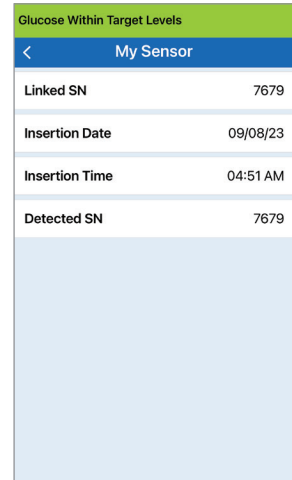 Glucose Within Target Levels
My Sensor
Linked SN 7679
Insertion Date 09/08/23
Insertion Time 04:51 AM
Detected SN 7679